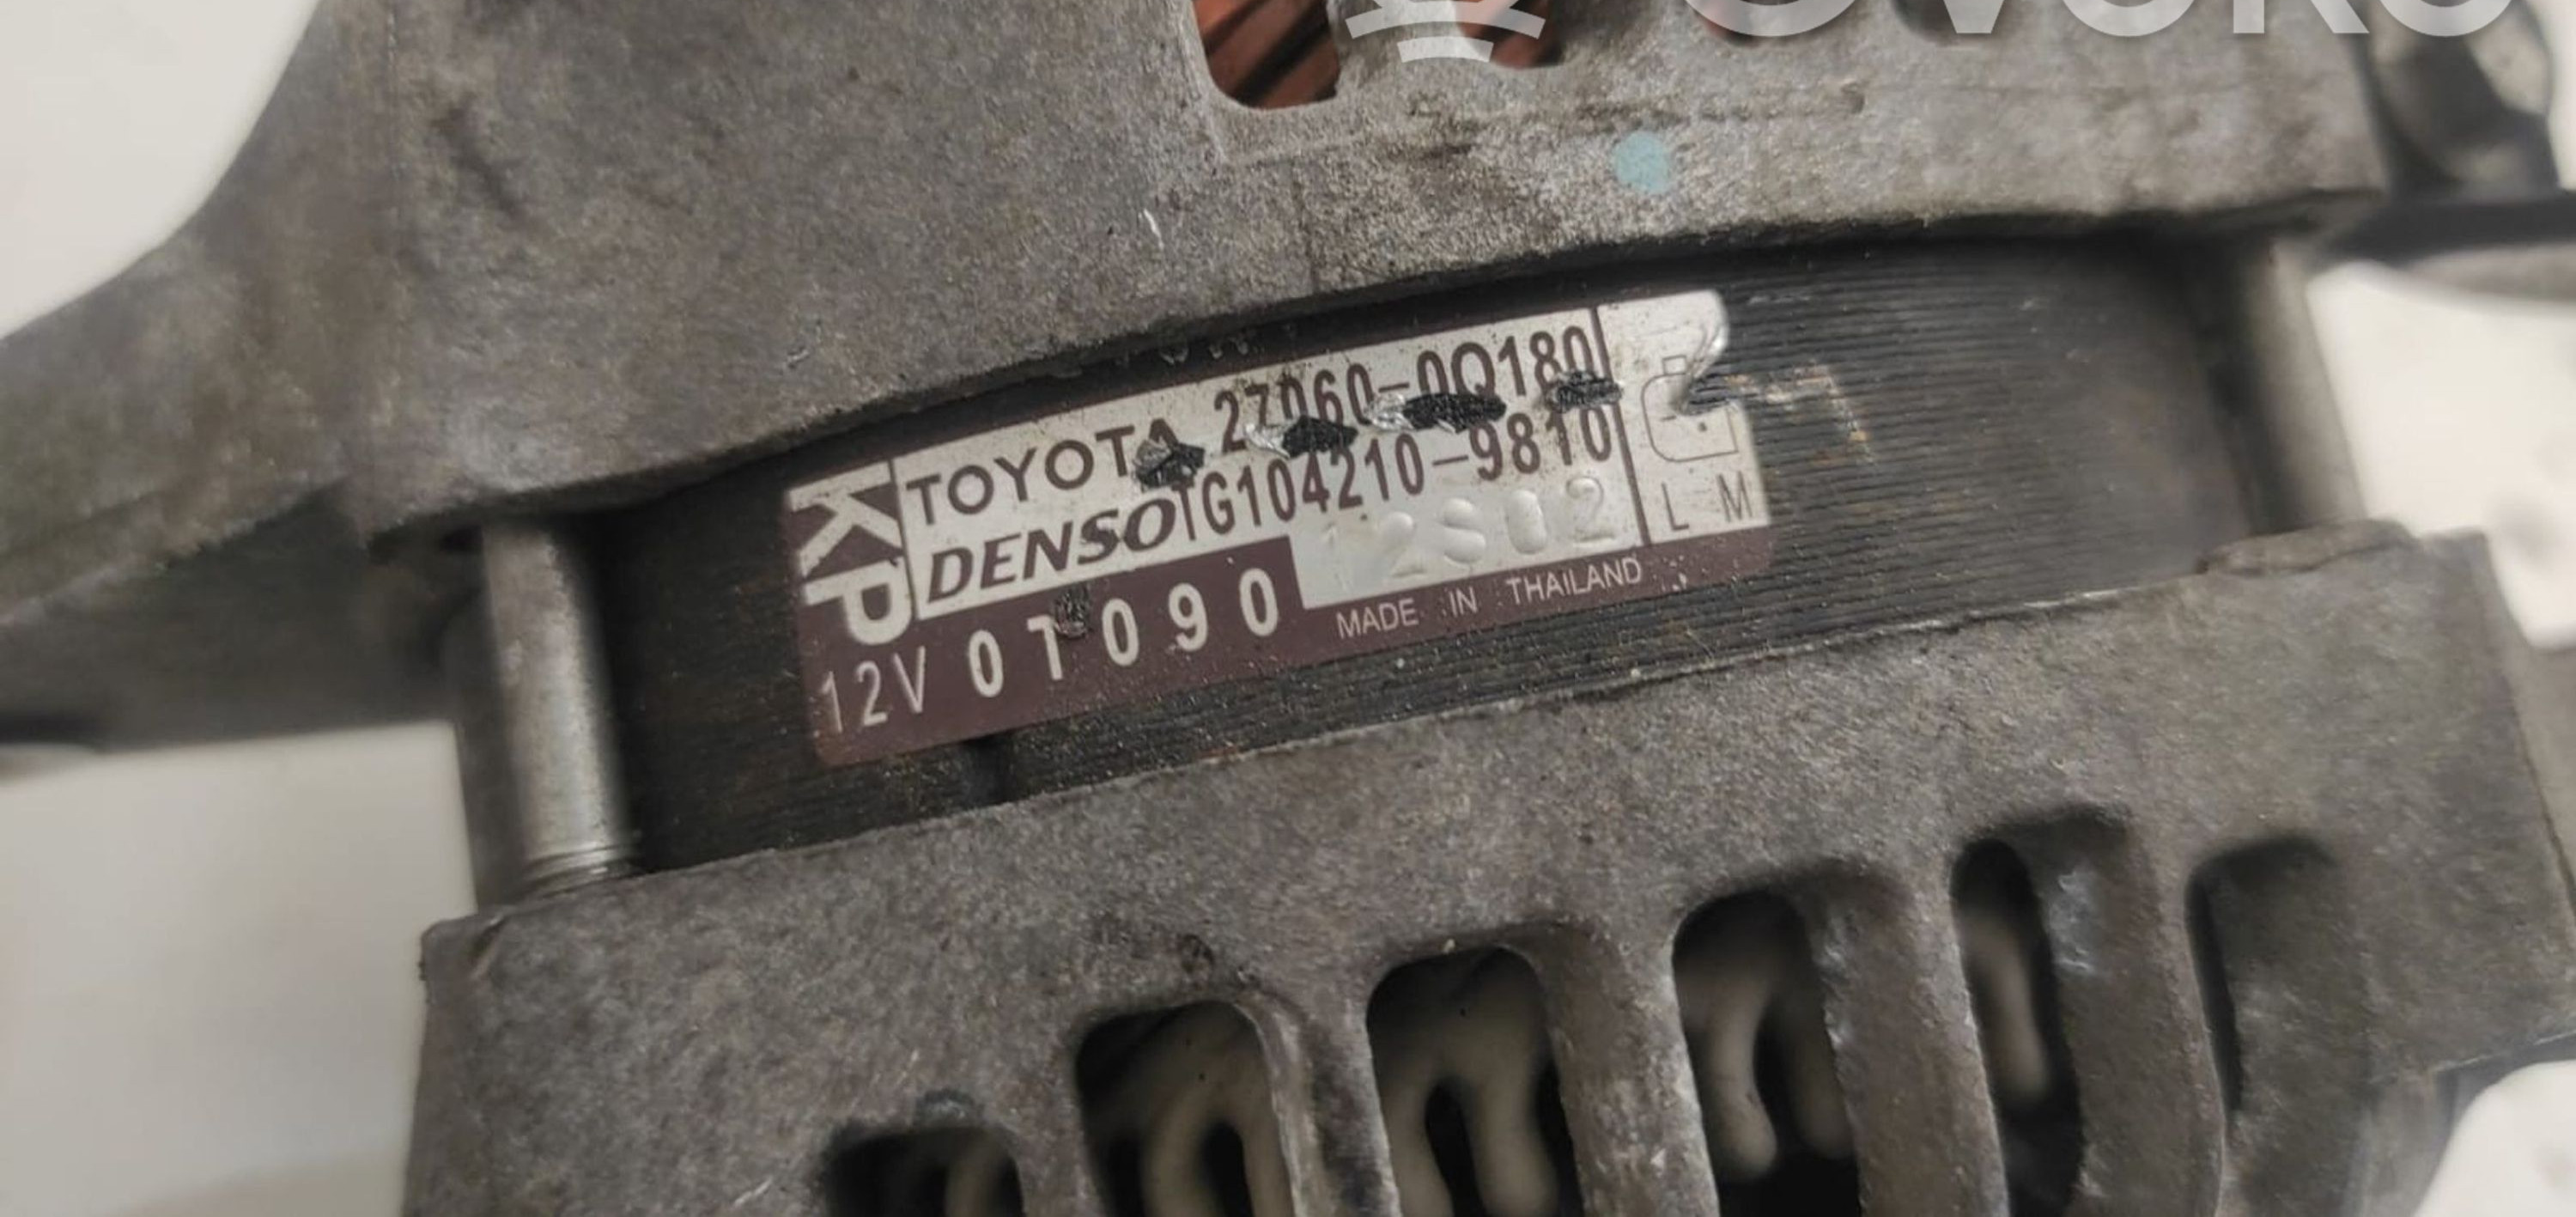 KP
TOYOTA 27060-0Q180
DENSO TG104210-9810
12S02
L M
12V 01090
MADE IN THAILAND